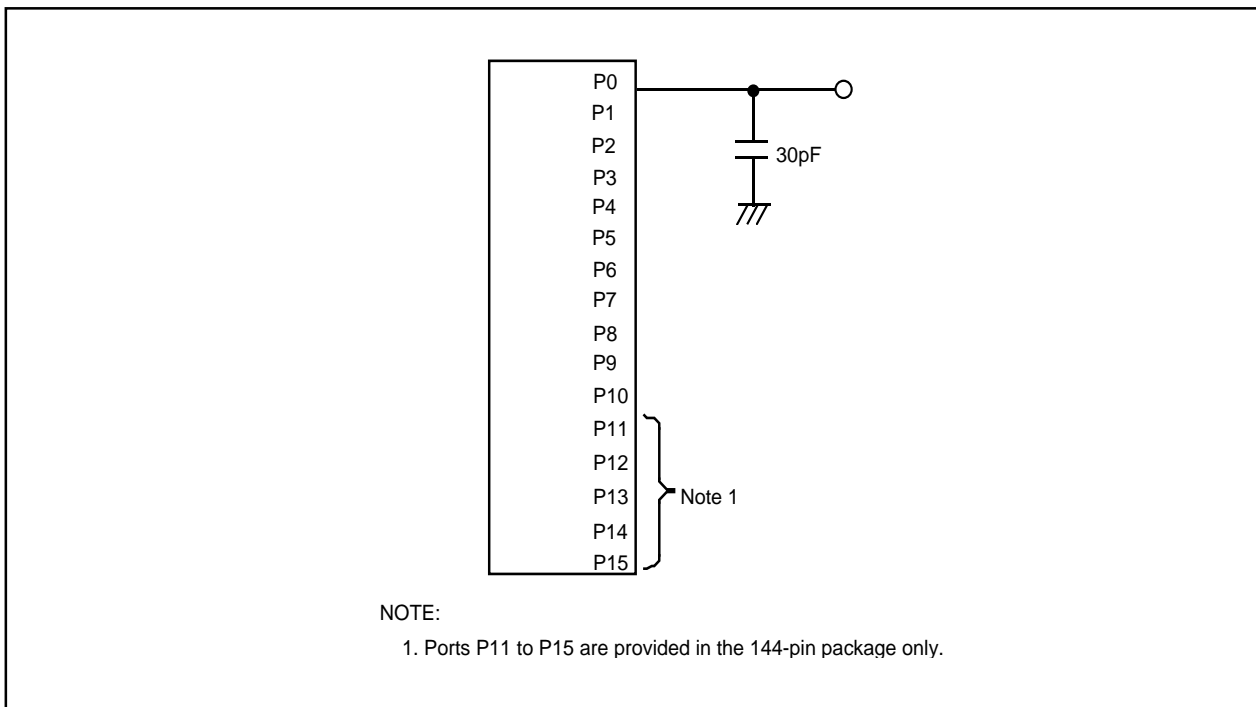 P0
P1
P2
P3
P4
P5
P6
P7
P8
P9
P10
P11
P12
P13
P14
P15
30pF
Note 1
NOTE:
1. Ports P11 to P15 are provided in the 144-pin package only.